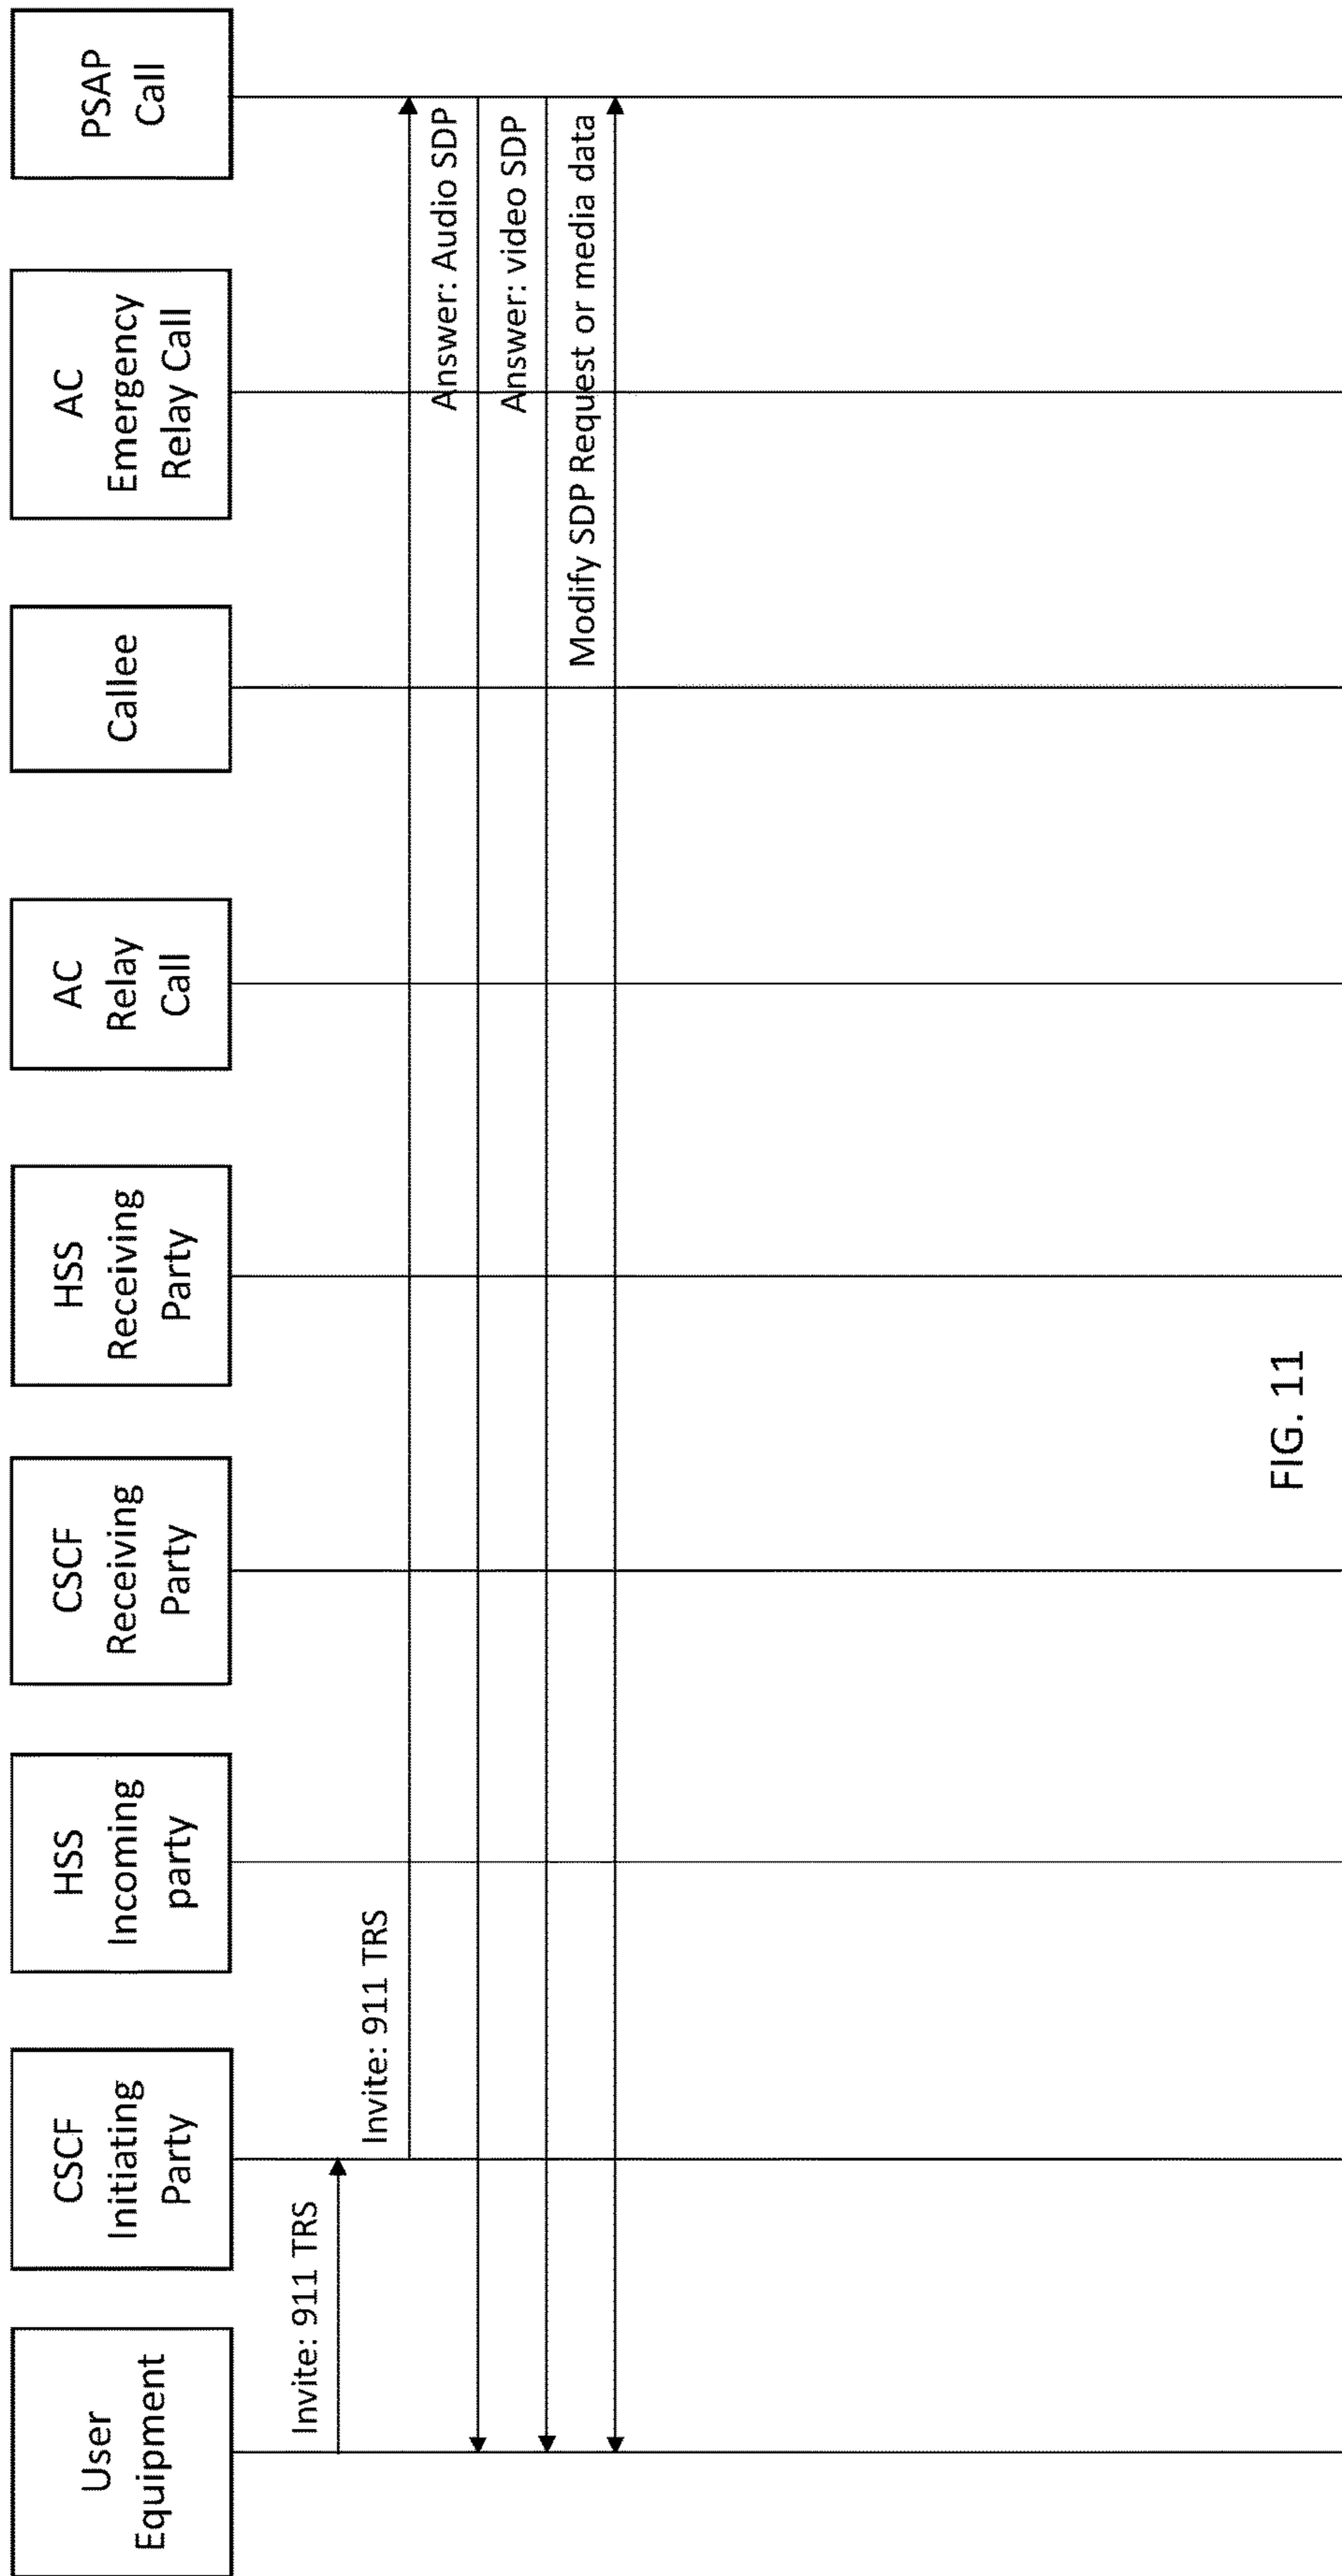 User
Equipment
CSCF
Initiating
Party
HSS
Incoming
party
CSCF
Receiving
Party
HSS
Receiving
Party
AC
Relay
Call
Callee
AC
Emergency
Relay Call
PSAP
Call
Invite: 911 TRS
Invite: 911 TRS
Answer: Audio SDP
Answer: video SDP
Modify SDP Request or media data
FIG. 11